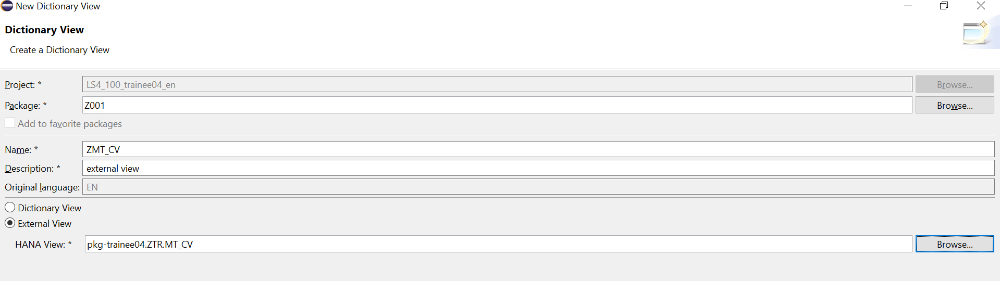 New Dictionary View
Dictionary View
Create a Dictionary View
Project: * LS4_100_trainee04_en Browse...
Package: * Z001 Browse...
Add to favorite packages
Name: * ZMT_CV
Description: * external view
Original language: EN
Dictionary View
External View
HANA View: * pkg-trainee04.ZTR.MT_CV Browse...